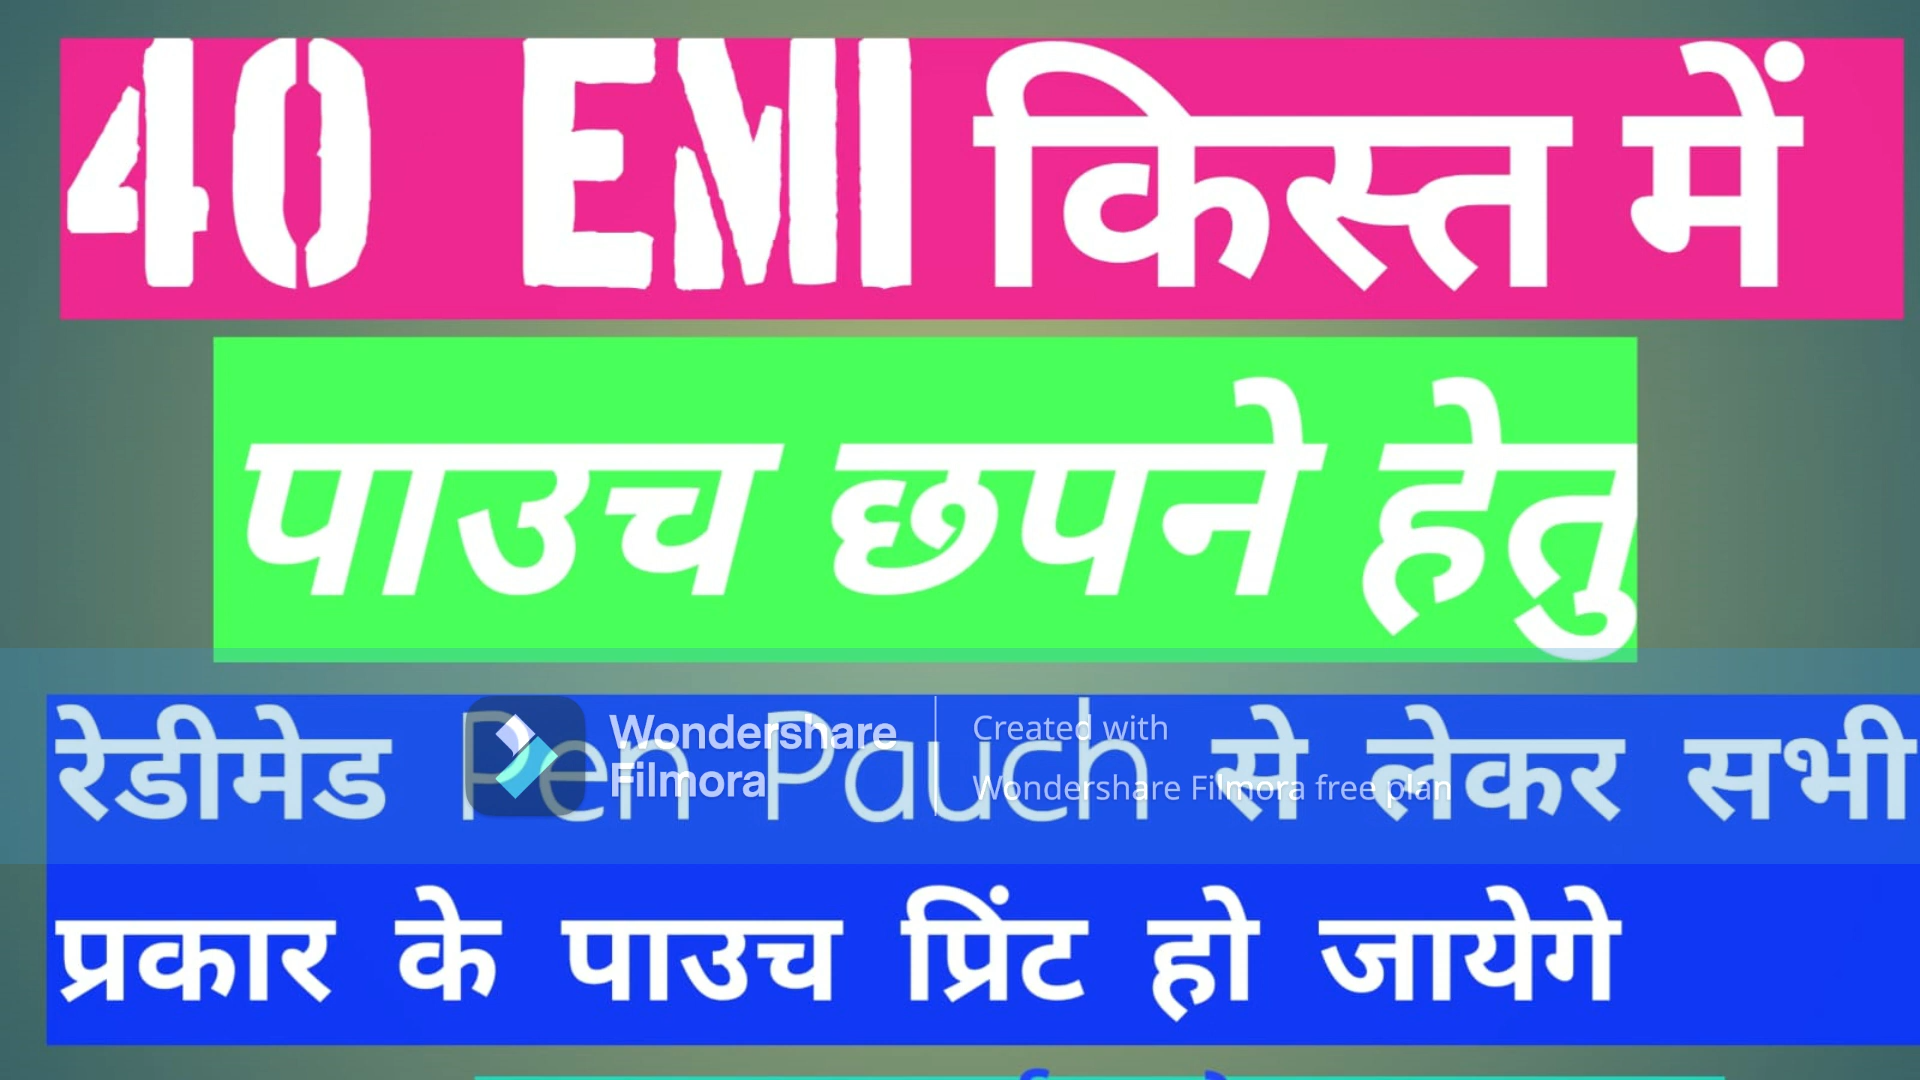 40 EMI किस्त में
पाउच छपने हेतु
रेडीमेड Pen Pauch से लेकर सभी
प्रकार के पाउच प्रिंट हो जायेगे
Wondershare
Filmora
Created with
Wondershare Filmora free plan